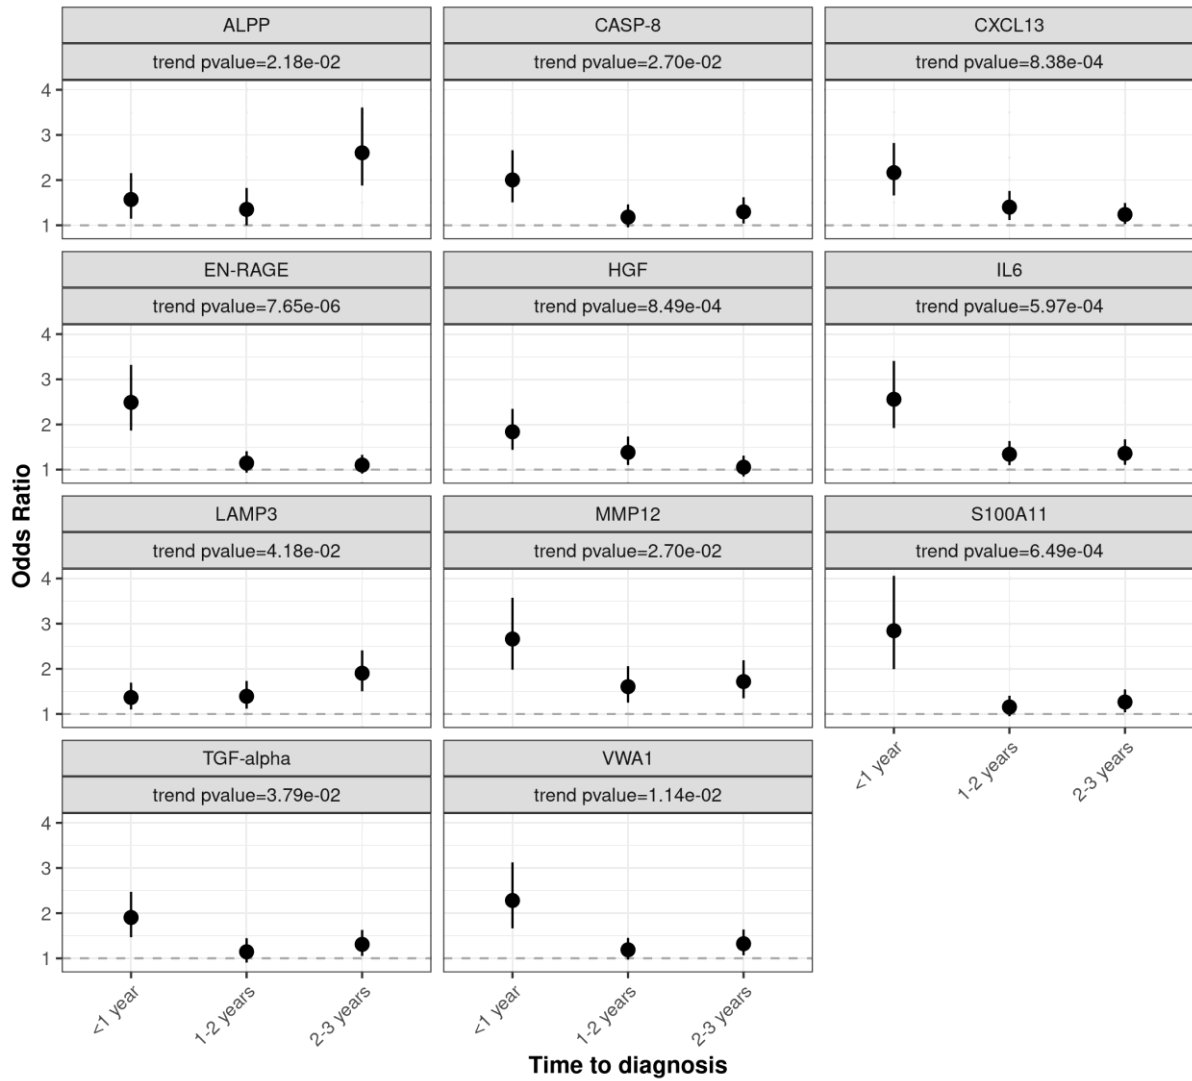 ALPP
CASP-8
CXCL13
trend pvalue=2.18e-02
trend pvalue=2.70e-02
trend pvalue=8.38e-04
4
3
2
1
EN-RAGE
HGF
IL6
trend pvalue=7.65e-06
trend pvalue=8.49e-04
trend pvalue=5.97e-04
4
3
2
1
Odds Ratio
LAMP3
MMP12
S100A11
trend pvalue=4.18e-02
trend pvalue=2.70e-02
trend pvalue=6.49e-04
4
3
2
1
<1 year
1-2 years
2-3 years
TGF-alpha
VWA1
trend pvalue=3.79e-02
trend pvalue=1.14e-02
4
3
2
1
<1 year
1-2 years
2-3 years
<1 year
1-2 years
2-3 years
Time to diagnosis